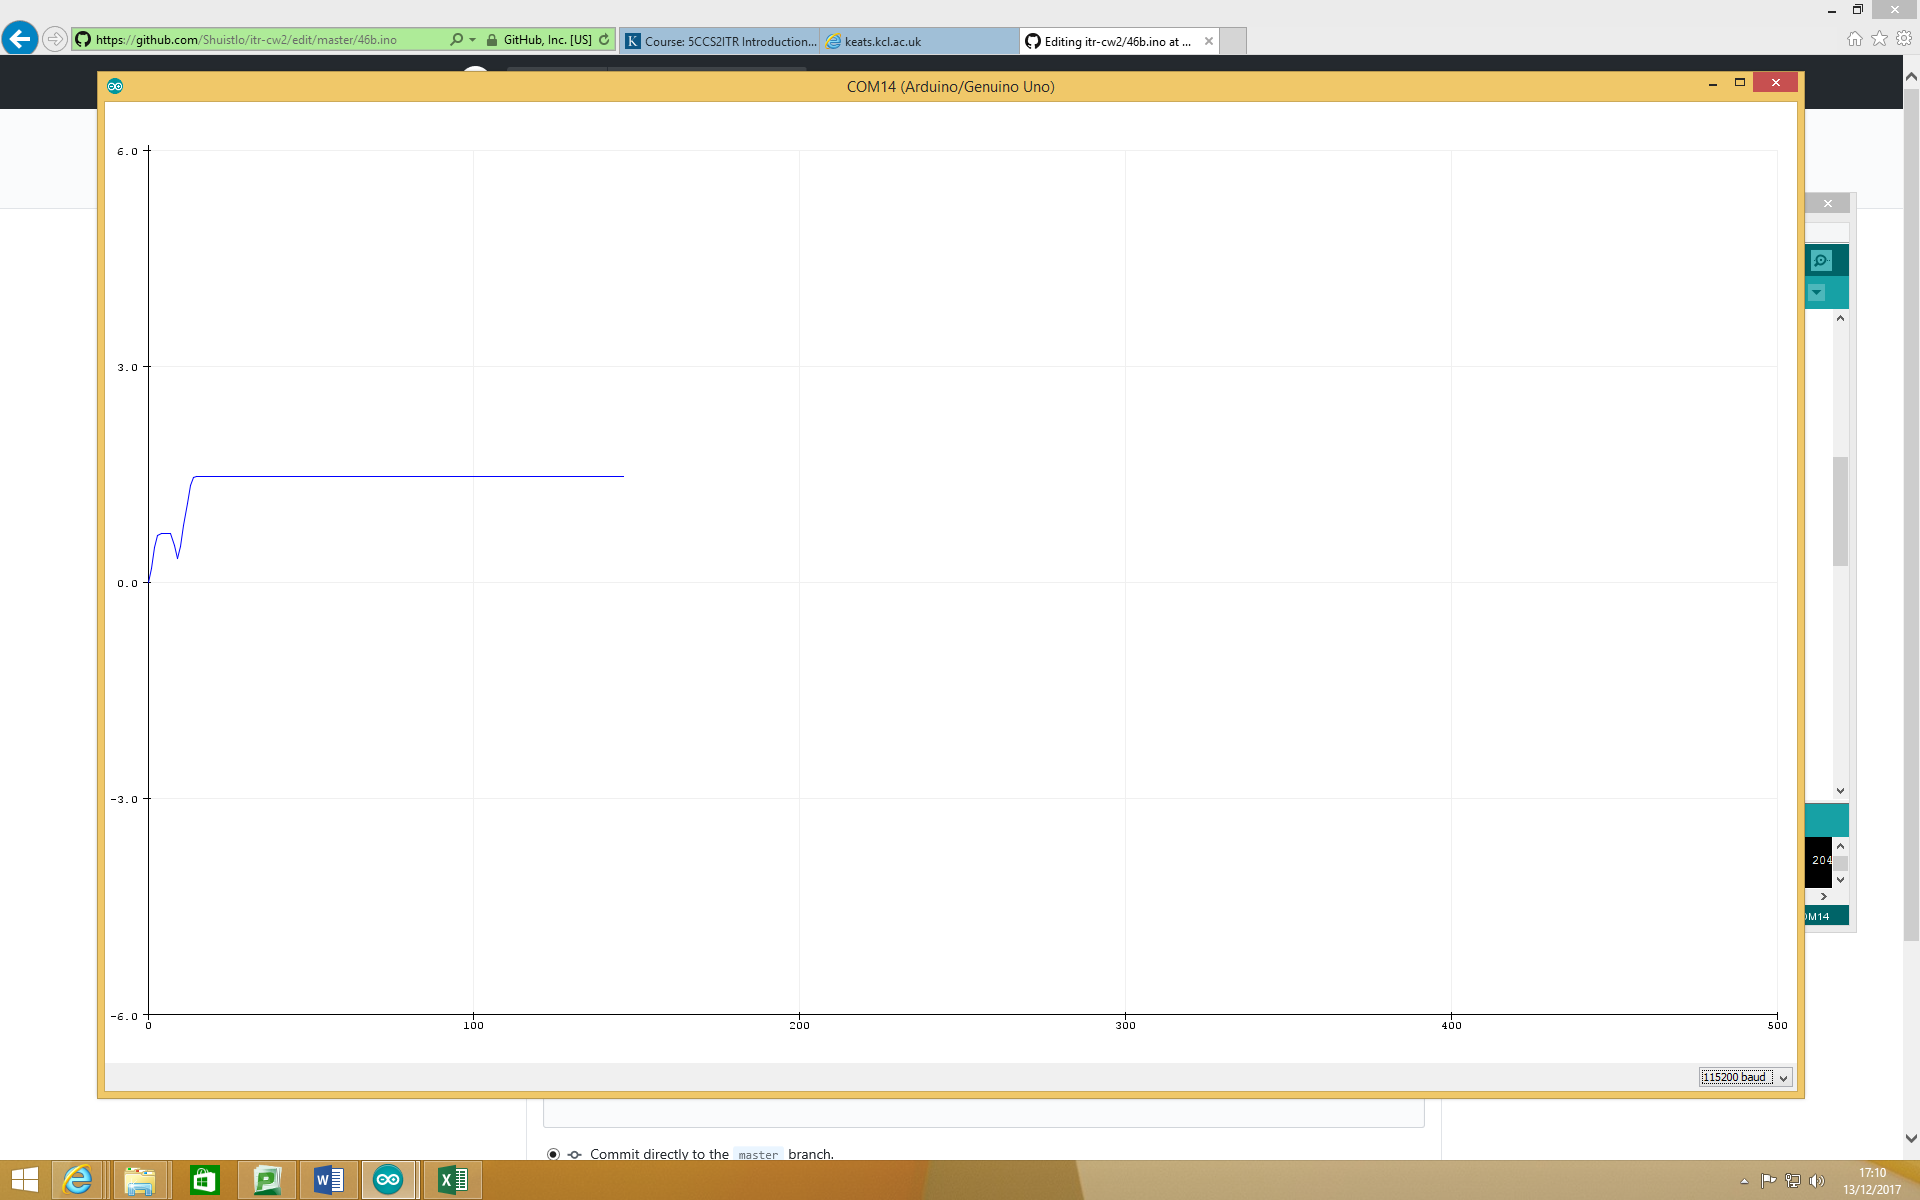 https://github.com/Shuistlo/itr-cw2/edit/master/46b.ino
GitHub, Inc. [US]
Course: 5CCS2ITR Introduction...
keats.kcl.ac.uk
Editing itr-cw2/46b.ino at ...
COM14 (Arduino/Genuino Uno)
6.0
3.0
0.0
-3.0
-6.0
0 100 200 300 400 500
204
OM14
115200 baud
Commit directly to the master branch.
17:10
13/12/2017